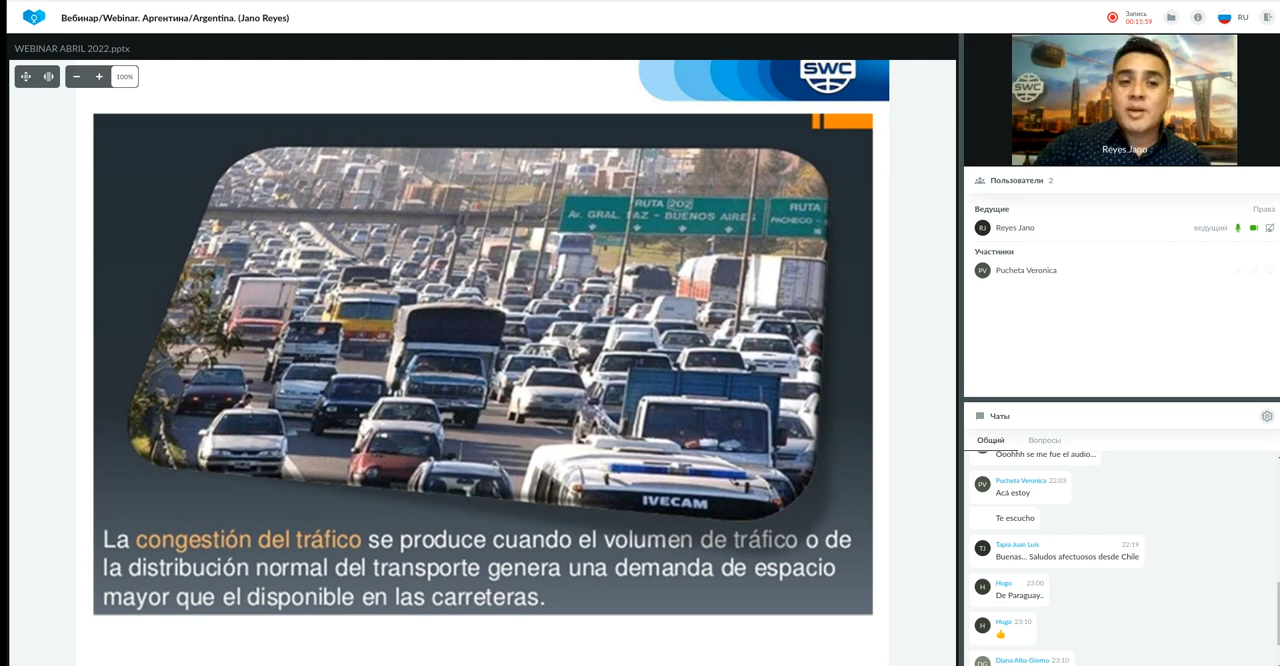 Вебинар/Webinar. Аргентина/Argentina. (Jano Reyes)
Запись
00:15:59
RU
WEBINAR ABRIL 2022.pptx
100%
SWC
SWC
Reyes Jano
RUTA 202
AV. GRAL. PAZ - BUENOS AIRES
RUTA
PACHECO -
IVECAM
La congestión del tráfico se produce cuando el volumen de tráfico o de
la distribución normal del transporte genera una demanda de espacio
mayor que el disponible en las carreteras.
Пользователи 2
Ведущие Права
RJ Reyes Jano ведущий
Участники
PV Pucheta Veronica
Чаты
Общий Вопросы
Ooohhh se me fue el audio...
PV Pucheta Veronica 22:03
Acá estoy
Te escucho
TJ Tapia Juan Luis 22:19
Buenas... Saludos afectuosos desde Chile
H Hugo 23:00
De Paraguay..
H Hugo 23:10
👍
DG Diana Alba Giorno 23:10